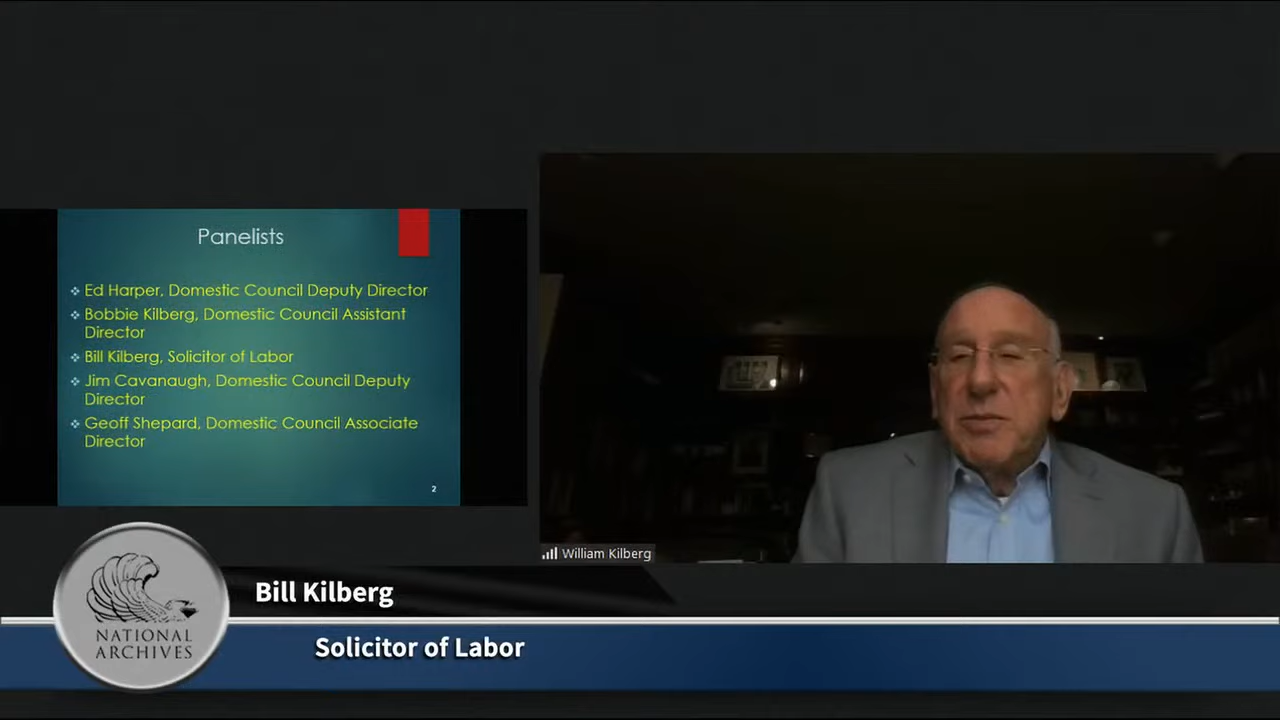 Panelists
Ed Harper, Domestic Council Deputy Director
Bobbie Kilberg, Domestic Council Assistant
Director
Bill Kilberg, Solicitor of Labor
Jim Cavanaugh, Domestic Council Deputy
Director
Geoff Shepard, Domestic Council Associate
Director
2
William Kilberg
Bill Kilberg
Solicitor of Labor
NATIONAL
ARCHIVES